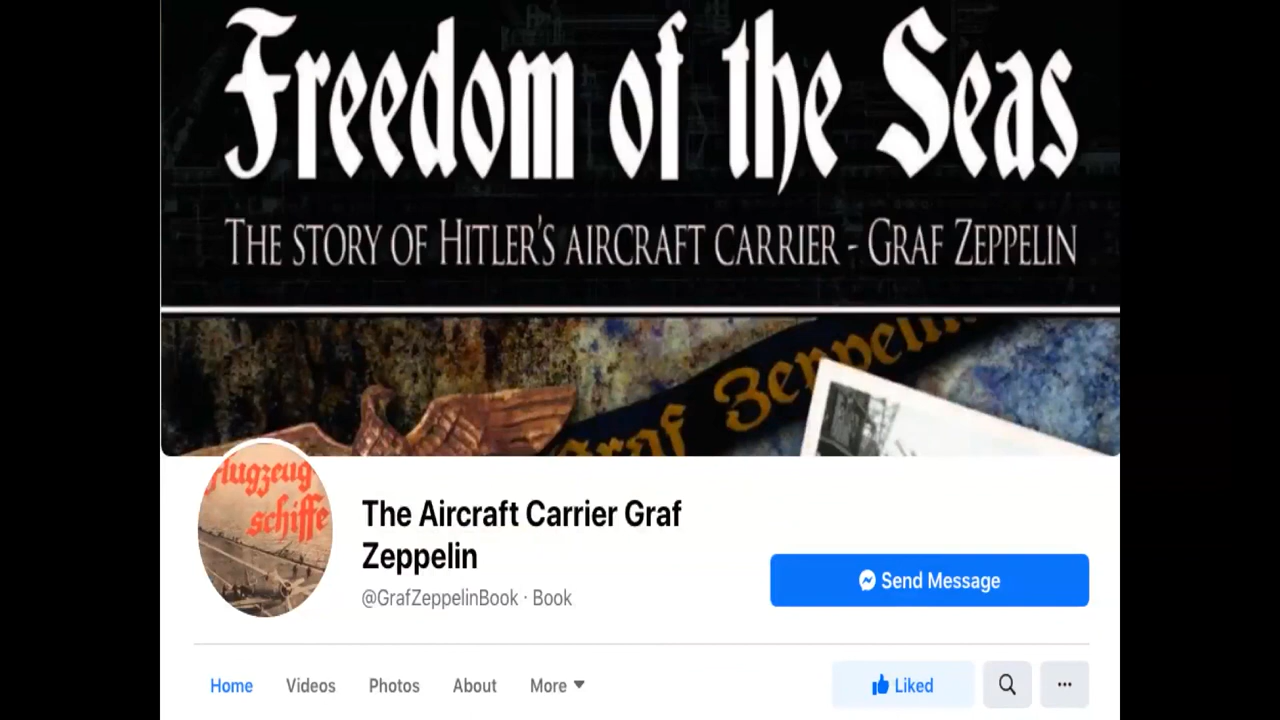 Freedom of the Seas
THE STORY OF HITLER'S AIRCRAFT CARRIER - GRAF ZEPPELIN
Graf Zeppelin
flugzeug-
schiffe
The Aircraft Carrier Graf
Zeppelin
@GrafZeppelinBook · Book
Send Message
Home Videos Photos About More Liked